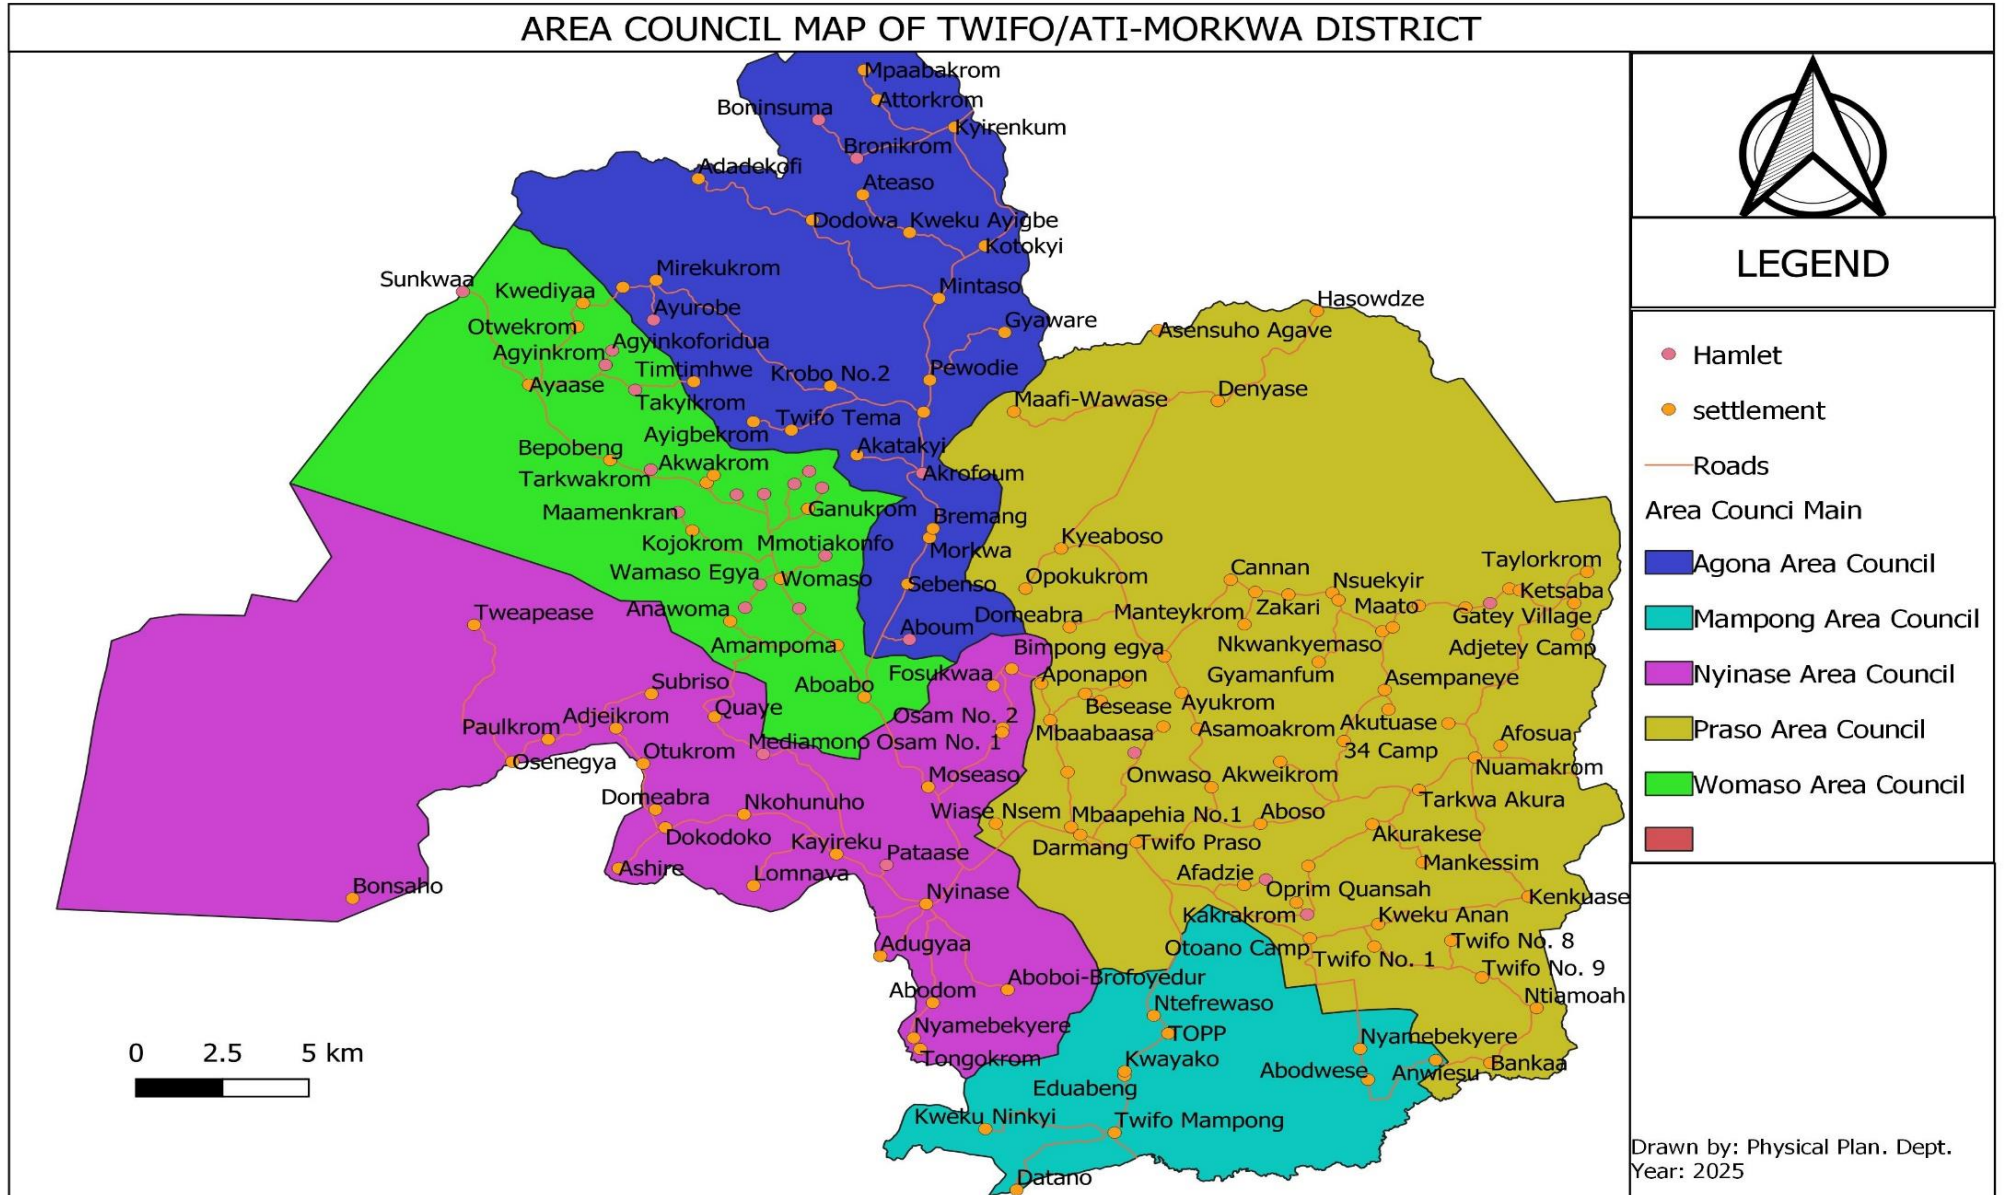 AREA COUNCIL MAP OF TWIFO/ATI-MORKWA DISTRICT
Mpaabakrom
Attorkrom
Boninsuma
Kyirenkum
Bronikrom
Adadekofi
Ateaso
Dodowa
Kweku Ayigbe
Kotokyi
Mirekukrom
Sunkwaa
Kwediyaa
Mintaso
Hasowdze
Ayurobe
Gyaware
Otwekrom
Asensuho Agave
Agyinkoforidua
Agyinkrom
Timtimhwe
Krobo No.2
Pewodie
Ayaase
Denyase
Maafi-Wawase
Takyikrom
Twifo Tema
Ayigbekrom
Akatakyi
Bepobeng
Akwakrom
Akrofoum
Tarkwakrom
Maamenkran
Ganukrom
Bremang
Kojokrom
Mmotiakonfo
Morkwa
Kyeaboso
Wamaso Egya
Womaso
Sebenso
Opokukrom
Cannan
Nsuekyir
Taylorkrom
Ketsaba
Tweapease
Anawoma
Domeabra
Manteykrom
Zakari
Maato
Gatey Village
Aboum
Amampoma
Bimpong egya
Nkwankyemaso
Adjetey Camp
Fosukwaa
Aponapon
Gyamanfum
Asempaneye
Subriso
Aboabo
Quaye
Osam No. 2
Besease
Ayukrom
Paulkrom
Adjeikrom
Mbaabaasa
Asamoakrom
Akutuase
Afosua
Otukrom
Mediamono
Osam No. 1
34 Camp
Osenegya
Moseaso
Onwaso
Akweikrom
Nuamakrom
Domeabra
Nkohunuho
Wiase Nsem
Mbaapehia No.1
Aboso
Tarkwa Akura
Dokodoko
Kayireku
Pataase
Darmang
Twifo Praso
Akurakese
Ashire
Lomnava
Afadzie
Mankessim
Bonsaho
Nyinase
Oprim Quansah
Kenkuase
Kakrakrom
Kweku Anan
Adugyaa
Otoano Camp
Twifo No. 1
Twifo No. 8
Aboboi-Brofoyedur
Twifo No. 9
Abodom
Ntefrewaso
Ntiamoah
Nyamebekyere
TOPP
Nyamebekyere
Tongokrom
Kwayako
Abodwese
Anwiesu
Bankaa
Eduabeng
Kweku Ninkyi
Twifo Mampong
Datano
0 2.5 5 km
LEGEND
Hamlet
settlement
Roads
Area Counci Main
Agona Area Council
Mampong Area Council
Nyinase Area Council
Praso Area Council
Womaso Area Council
Drawn by: Physical Plan. Dept.
Year: 2025